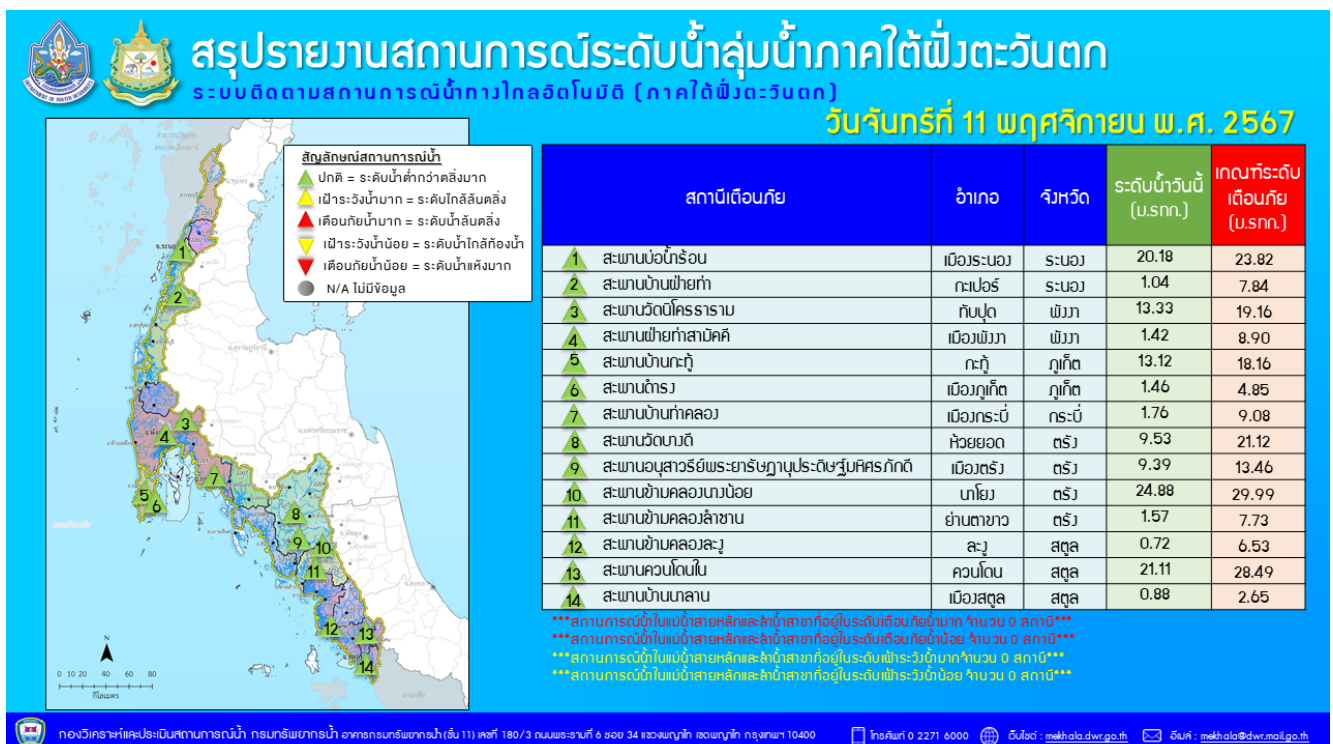 สรุปรายงานสถานการณ์ระดับน้ำลุ่มน้ำภาคใต้ฝั่งตะวันตก
ระบบติดตามสถานการณ์น้ำทางไกลอัตโนมัติ (ภาคใต้ฝั่งตะวันตก)
วันจันทร์ที่ 11 พฤศจิกายน พ.ศ. 2567
สัญลักษณ์สถานการณ์น้ำ
ปกติ = ระดับน้ำต่ำกว่าตลิ่งมาก
เฝ้าระวังน้ำมาก = ระดับใกล้ล้นตลิ่ง
เตือนภัยน้ำมาก = ระดับน้ำล้นตลิ่ง
เฝ้าระวังน้ำน้อย = ระดับน้ำใกล้ท้องน้ำ
เตือนภัยน้ำน้อย = ระดับน้ำแห้งมาก
N/A ไม่มีข้อมูล
1
2
3
4
5
6
7
8
9
10
11
12
13
14
N
0 10 20 40 60 80
กิโลเมตร
สถานีเตือนภัย อำเภอ จังหวัด ระดับน้ำวันนี้ (ม.รทก.) เกณฑ์ระดับเตือนภัย (ม.รทก.)
1 สะพานบ่อน้ำร้อน เมืองระนอง ระนอง 20.18 23.82
2 สะพานบ้านฝ่ายท่า กะเปอร์ ระนอง 1.04 7.84
3 สะพานวัดนิโครธาราม ทับปุด พังงา 13.33 19.16
4 สะพานฝ่ายท่าสามัคคี เมืองพังงา พังงา 1.42 8.90
5 สะพานบ้านกะทู้ กะทู้ ภูเก็ต 13.12 18.16
6 สะพานดำรง เมืองภูเก็ต ภูเก็ต 1.46 4.85
7 สะพานบ้านท่าคลอง เมืองกระบี่ กระบี่ 1.76 9.08
8 สะพานวัดบางดี ห้วยยอด ตรัง 9.53 21.12
9 สะพานอนุสาวรีย์พระยารัษฎานุประดิษฐ์มหิศรภักดี เมืองตรัง ตรัง 9.39 13.46
10 สะพานข้ามคลองนางน้อย นาโยง ตรัง 24.88 29.99
11 สะพานข้ามคลองลำชาน ย่านตาขาว ตรัง 1.57 7.73
12 สะพานข้ามคลองละงู ละงู สตูล 0.72 6.53
13 สะพานควนโดนใน ควนโดน สตูล 21.11 28.49
14 สะพานบ้านนาลาน เมืองสตูล สตูล 0.88 2.65
***สถานการณ์น้ำในแม่น้ำสายหลักและลำน้ำสาขาที่อยู่ในระดับเตือนภัยน้ำมาก จำนวน 0 สถานี***
***สถานการณ์น้ำในแม่น้ำสายหลักและลำน้ำสาขาที่อยู่ในระดับเตือนภัยน้ำน้อย จำนวน 0 สถานี***
***สถานการณ์น้ำในแม่น้ำสายหลักและลำน้ำสาขาที่อยู่ในระดับเฝ้าระวังน้ำมากจำนวน 0 สถานี***
***สถานการณ์น้ำในแม่น้ำสายหลักและลำน้ำสาขาที่อยู่ในระดับเฝ้าระวังน้ำน้อย จำนวน 0 สถานี***
กองวิเคราะห์และประเมินสถานการณ์น้ำ กรมทรัพยากรน้ำ อาคารกรมทรัพยากรน้ำ (ชั้น 11) เลขที่ 180/3 ถนนพระรามที่ 6 ซอย 34 แขวงพญาไท เขตพญาไท กรุงเทพฯ 10400 โทรศัพท์ 0 2271 6000 เว็บไซต์ : mekhala.dwr.go.th อีเมล์ : mekhala@dwr.mail.go.th